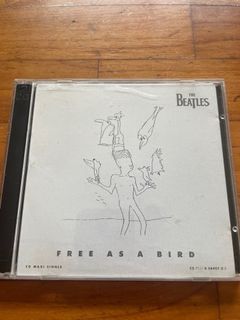 THE
BEATLES
FREE AS A BIRD
CD MAXI SINGLE